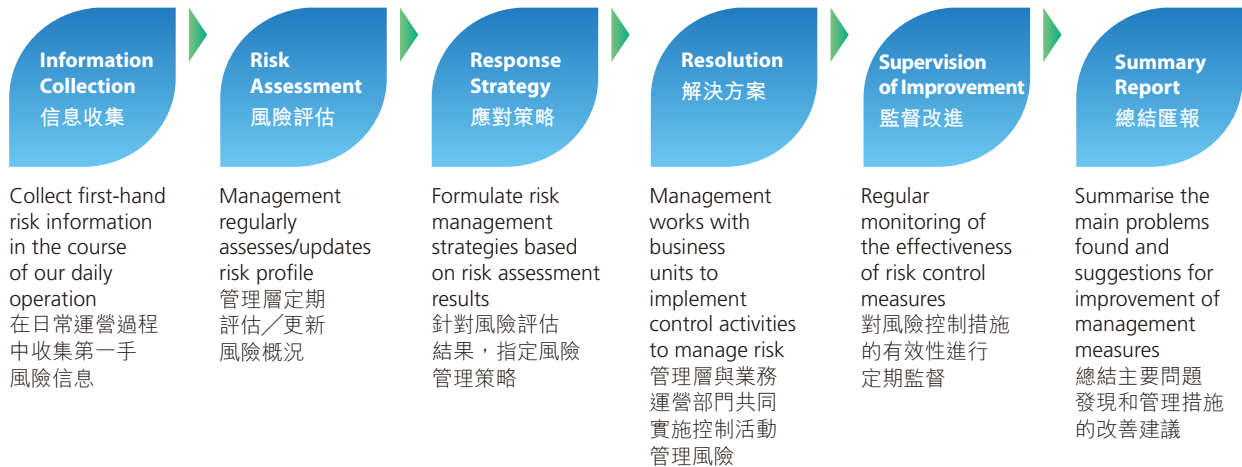 Information
Collection
信息收集
Risk
Assessment
風險評估
Response
Strategy
應對策略
Resolution
解決方案
Supervision
of Improvement
監督改進
Summary
Report
總結匯報
Collect first-hand
risk information
in the course
of our daily
operation
在日常運營過程
中收集第一手
風險信息
Management
regularly
assesses/updates
risk profile
管理層定期
評估／更新
風險概況
Formulate risk
management
strategies based
on risk assessment
results
針對風險評估
結果，指定風險
管理策略
Management
works with
business
units to
implement
control activities
to manage risk
管理層與業務
運營部門共同
實施控制活動
管理風險
Regular
monitoring of
the effectiveness
of risk control
measures
對風險控制措施
的有效性進行
定期監督
Summarise the
main problems
found and
suggestions for
improvement of
management
measures
總結主要問題
發現和管理措施
的改善建議